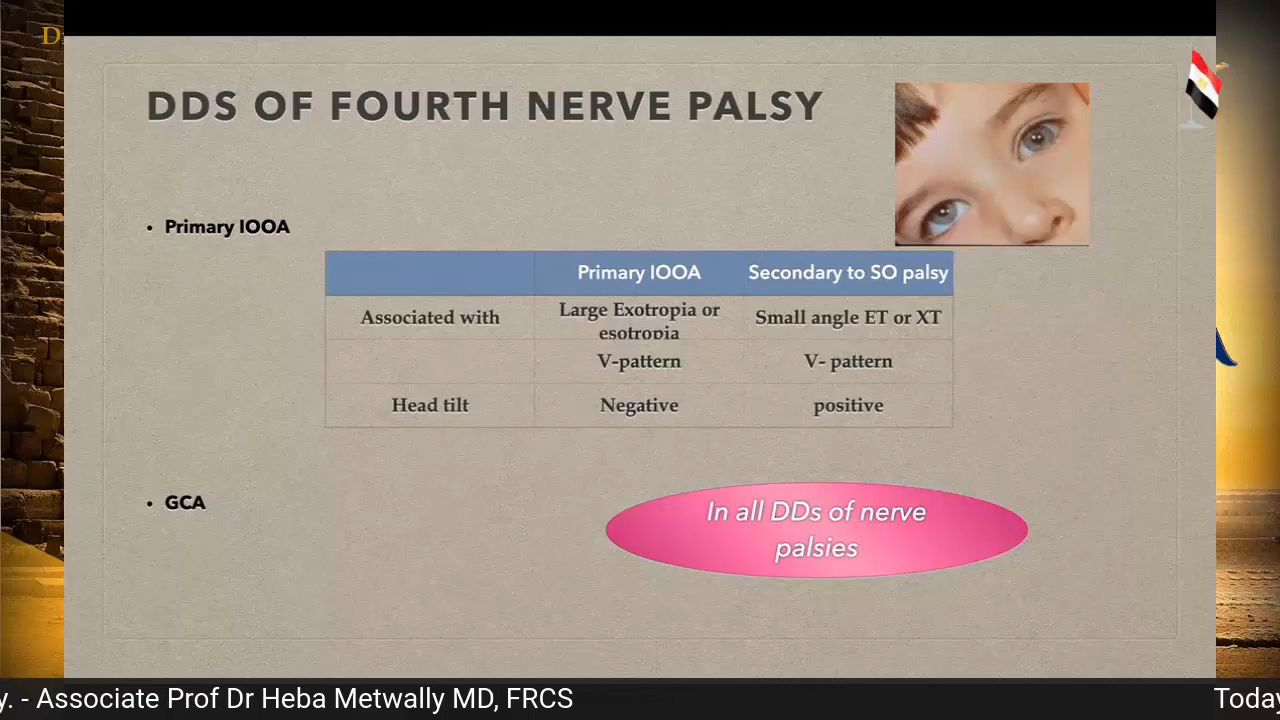 DDS OF FOURTH NERVE PALSY
• Primary IOOA
Primary IOOA Secondary to SO palsy
Associated with Large Exotropia or esotropia Small angle ET or XT
V-pattern V- pattern
Head tilt Negative positive
• GCA
In all DDs of nerve
palsies
y. - Associate Prof Dr Heba Metwally MD, FRCS
Today